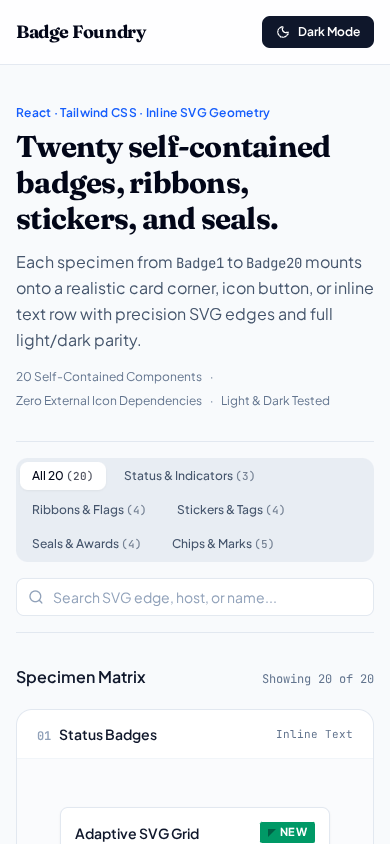 Badge Foundry
Dark Mode
React · Tailwind CSS · Inline SVG Geometry
Twenty self-contained
badges, ribbons,
stickers, and seals.
Each specimen from Badge1 to Badge20 mounts
onto a realistic card corner, icon button, or inline
text row with precision SVG edges and full
light/dark parity.
20 Self-Contained Components ·
Zero External Icon Dependencies · Light & Dark Tested
All 20 (20) Status & Indicators (3)
Ribbons & Flags (4) Stickers & Tags (4)
Seals & Awards (4) Chips & Marks (5)
Search SVG edge, host, or name...
Specimen Matrix
Showing 20 of 20
01 Status Badges
Inline Text
Adaptive SVG Grid
NEW